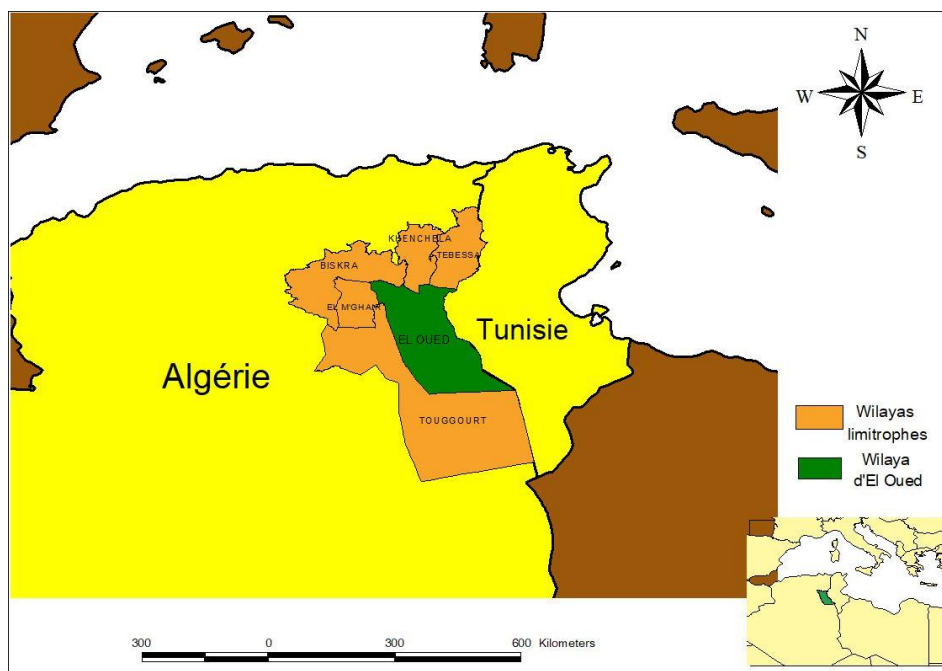 N
W E
S
KHENCHELA
TEBESSA
BISKRA
EL M'GHAIR
EL OUED
Tunisie
Algérie
TOUGGOURT
Wilayas
limitrophes
Wilaya
d'El Oued
300 0 300 600 Kilometers